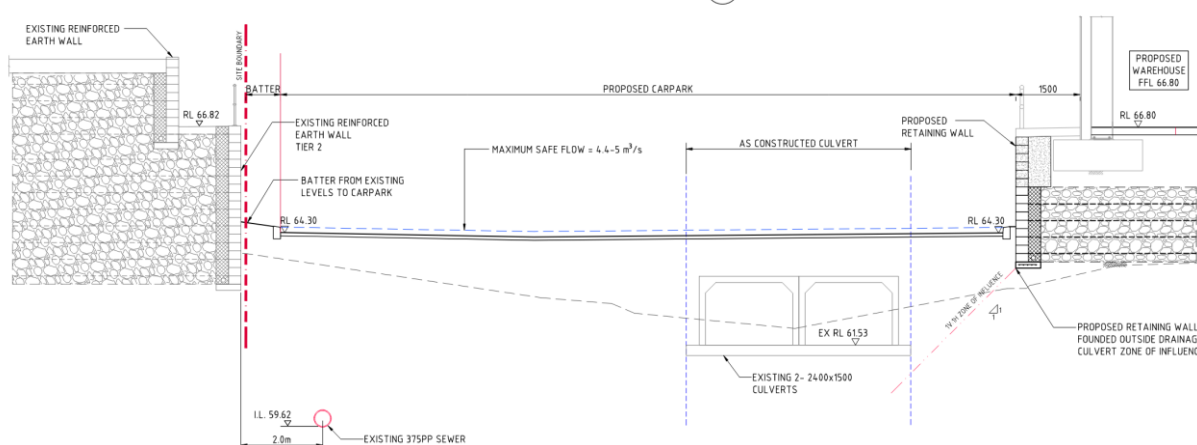 EXISTING REINFORCED
EARTH WALL
SITE BOUNDARY
PROPOSED
WAREHOUSE
FFL 66.80
BATTER
PROPOSED CARPARK
1500
RL 66.82
EXISTING REINFORCED
EARTH WALL
TIER 2
MAXIMUM SAFE FLOW = 4.4-5 m³/s
AS CONSTRUCTED CULVERT
PROPOSED
RETAINING WALL
RL 66.80
BATTER FROM EXISTING
LEVELS TO CARPARK
RL 64.30
RL 64.30
1V:1H ZONE OF INFLUENCE
1
1
EX RL 61.53
PROPOSED RETAINING WALL
FOUNDED OUTSIDE DRAINAG
CULVERT ZONE OF INFLUENC
EXISTING 2- 2400x1500
CULVERTS
I.L. 59.62
2.0m
EXISTING 375PP SEWER